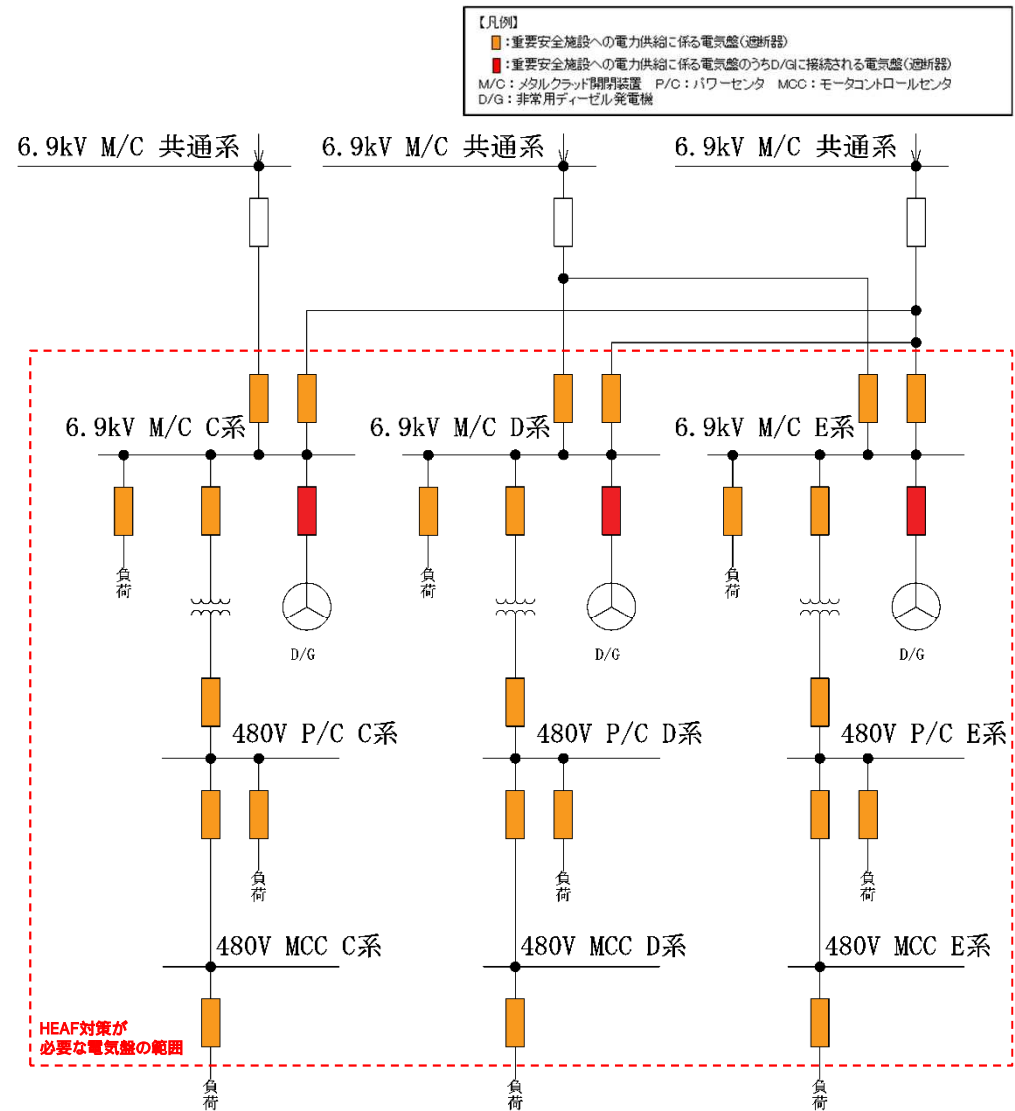 【凡例】
:重要安全施設への電力供給に係る電気盤(遮断器)
:重要安全施設への電力供給に係る電気盤のうちD/Gに接続される電気盤(遮断器)
M/C:メタルクラッド開閉装置 P/C:パワーセンタ MCC:モータコントロールセンタ
D/G:非常用ディーゼル発電機
6.9kV M/C 共通系 6.9kV M/C 共通系 6.9kV M/C 共通系
6.9kV M/C C系 6.9kV M/C D系 6.9kV M/C E系
負荷 負荷 負荷
D/G D/G D/G
480V P/C C系 480V P/C D系 480V P/C E系
負荷 負荷 負荷
480V MCC C系 480V MCC D系 480V MCC E系
HEAF対策が
必要な電気盤の範囲
負荷 負荷 負荷